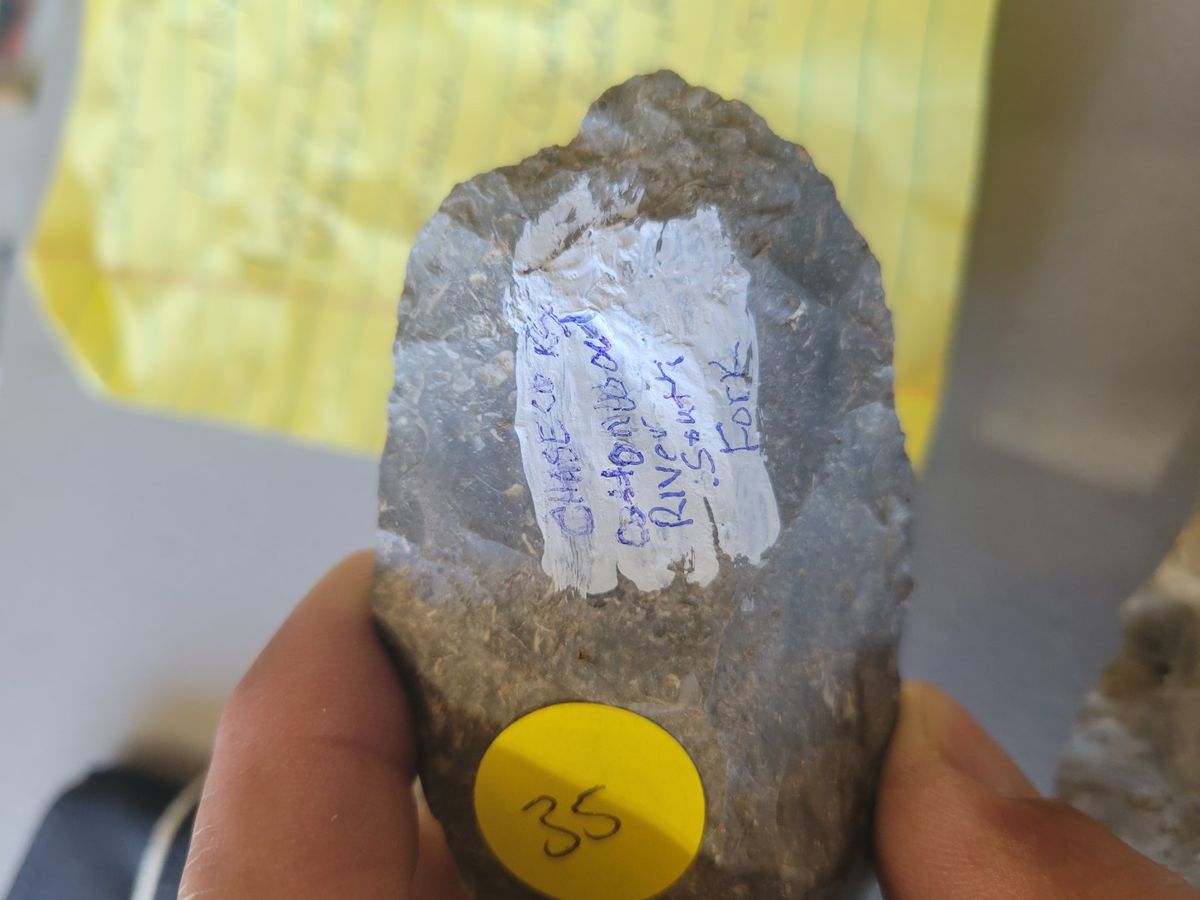 CHASE CO KS
Cottonwood
River
South
Fork
35